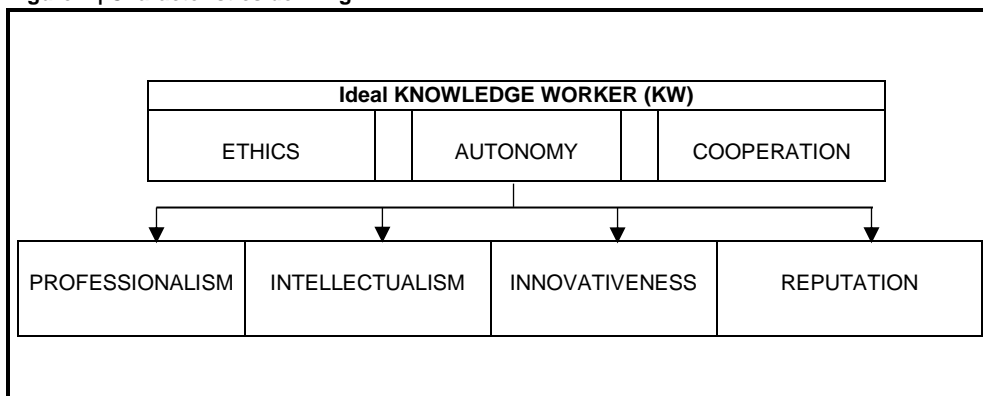 Ideal KNOWLEDGE WORKER (KW)
ETHICS AUTONOMY COOPERATION
PROFESSIONALISM INTELLECTUALISM INNOVATIVENESS REPUTATION